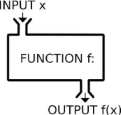 INPUT x
FUNCTION f:
OUTPUT f(x)